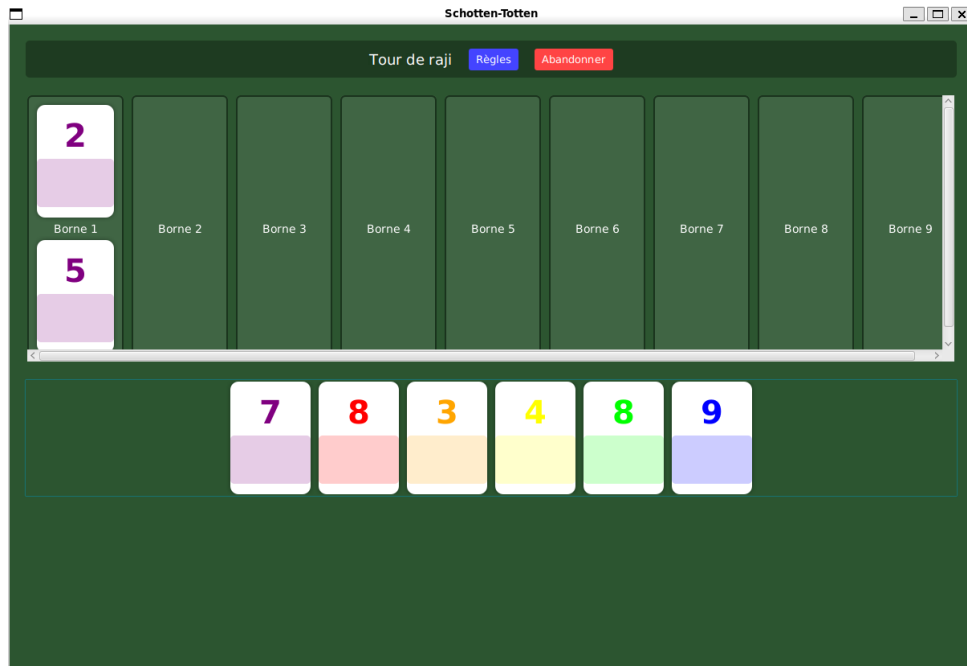 Schotten-Totten
Tour de raji Règles Abandonner
2
Borne 1 Borne 2 Borne 3 Borne 4 Borne 5 Borne 6 Borne 7 Borne 8 Borne 9
5
7 8 3 4 8 9